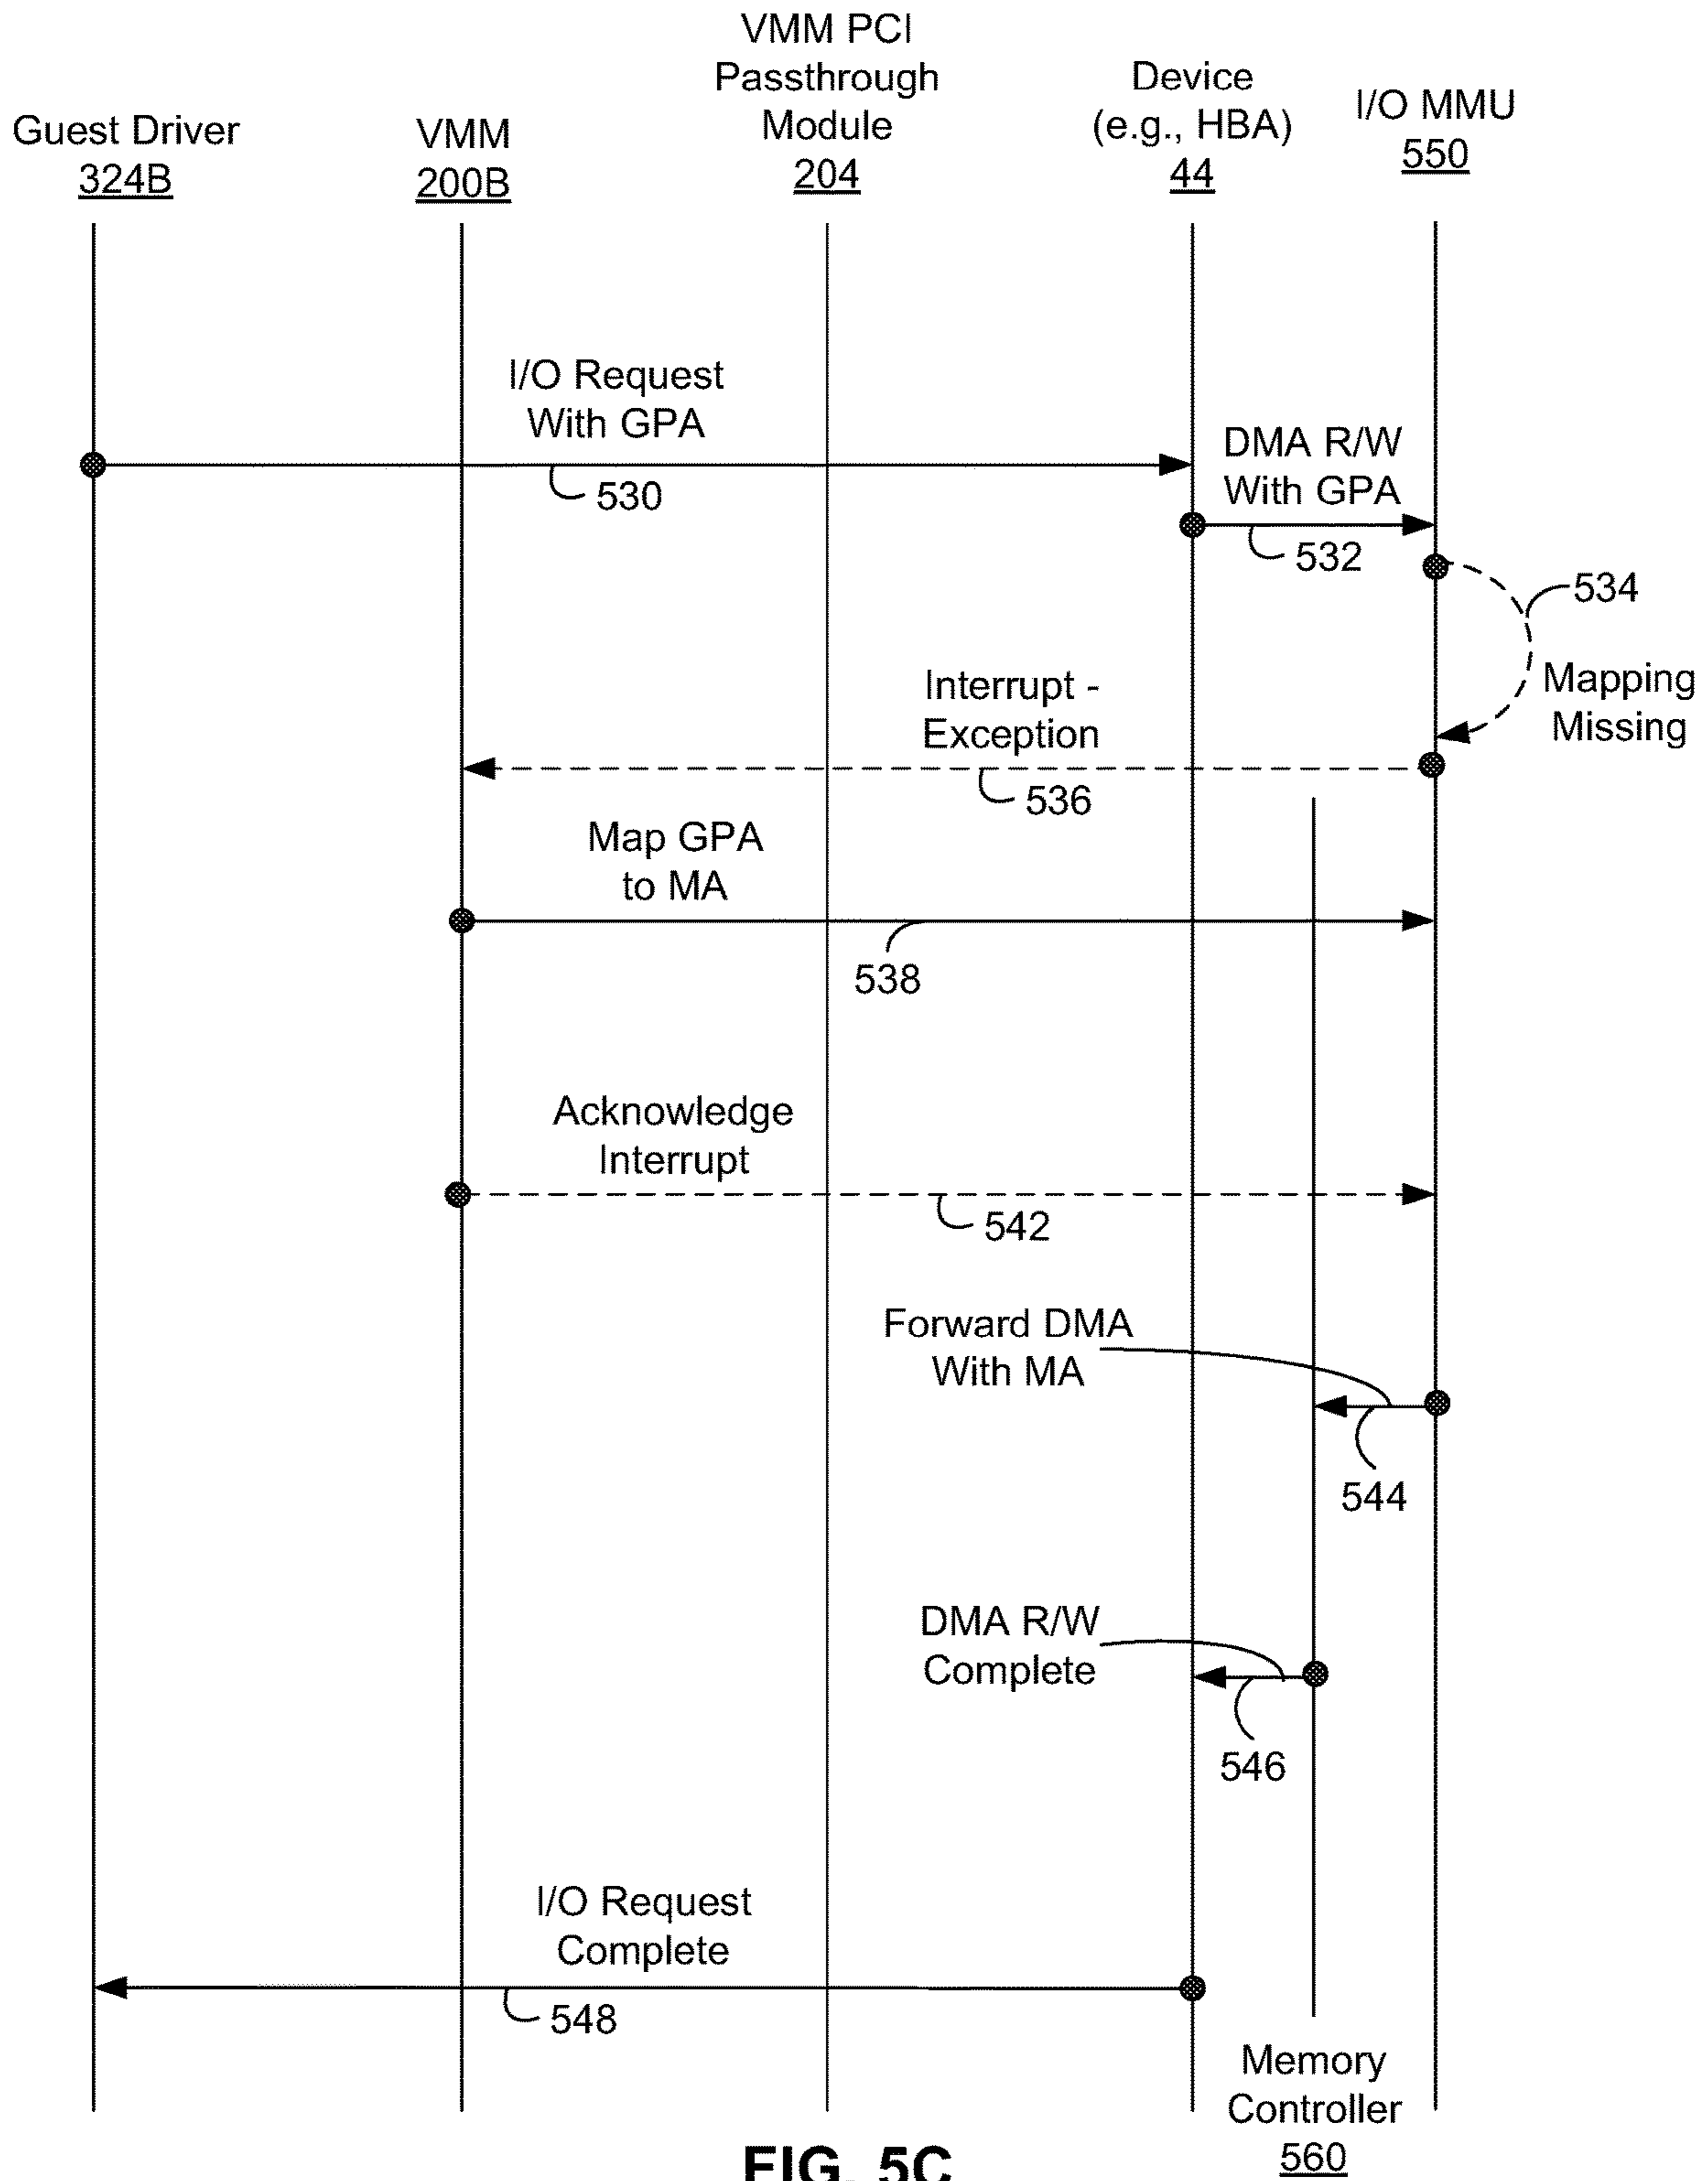 VMM PCI
Passthrough
Module
204
Device
(e.g., HBA)
44
I/O MMU
550
Guest Driver
324B
VMM
200B
I/O Request
With GPA
530
DMA R/W
With GPA
532
534
Mapping
Missing
Interrupt -
Exception
536
Map GPA
to MA
538
Acknowledge
Interrupt
542
Forward DMA
With MA
544
DMA R/W
Complete
546
I/O Request
Complete
548
Memory
Controller
560
FIG. 5C